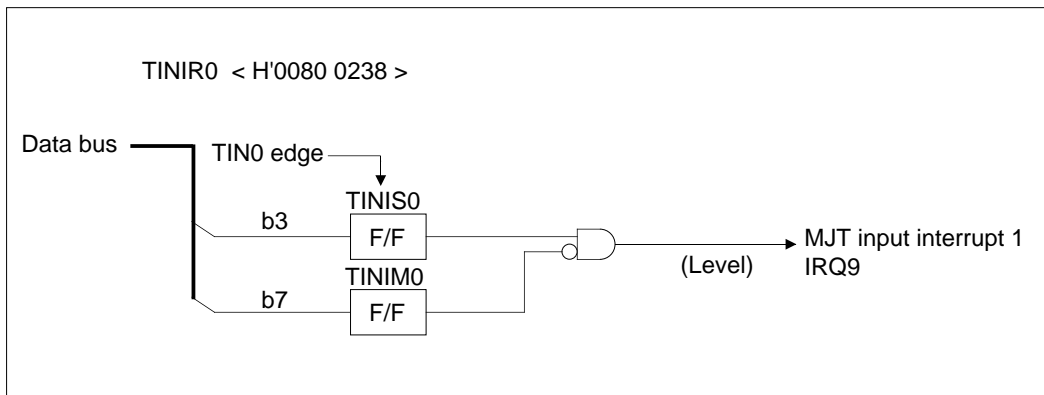 TINIR0 < H'0080 0238 >
Data bus
TIN0 edge
TINIS0
b3
F/F
TINIM0
b7
F/F
(Level)
MJT input interrupt 1
IRQ9